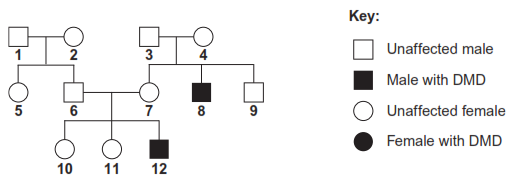 Key:
1 2 3 4
Unaffected male
Male with DMD
5 6 7 8 9
Unaffected female
Female with DMD
10 11 12